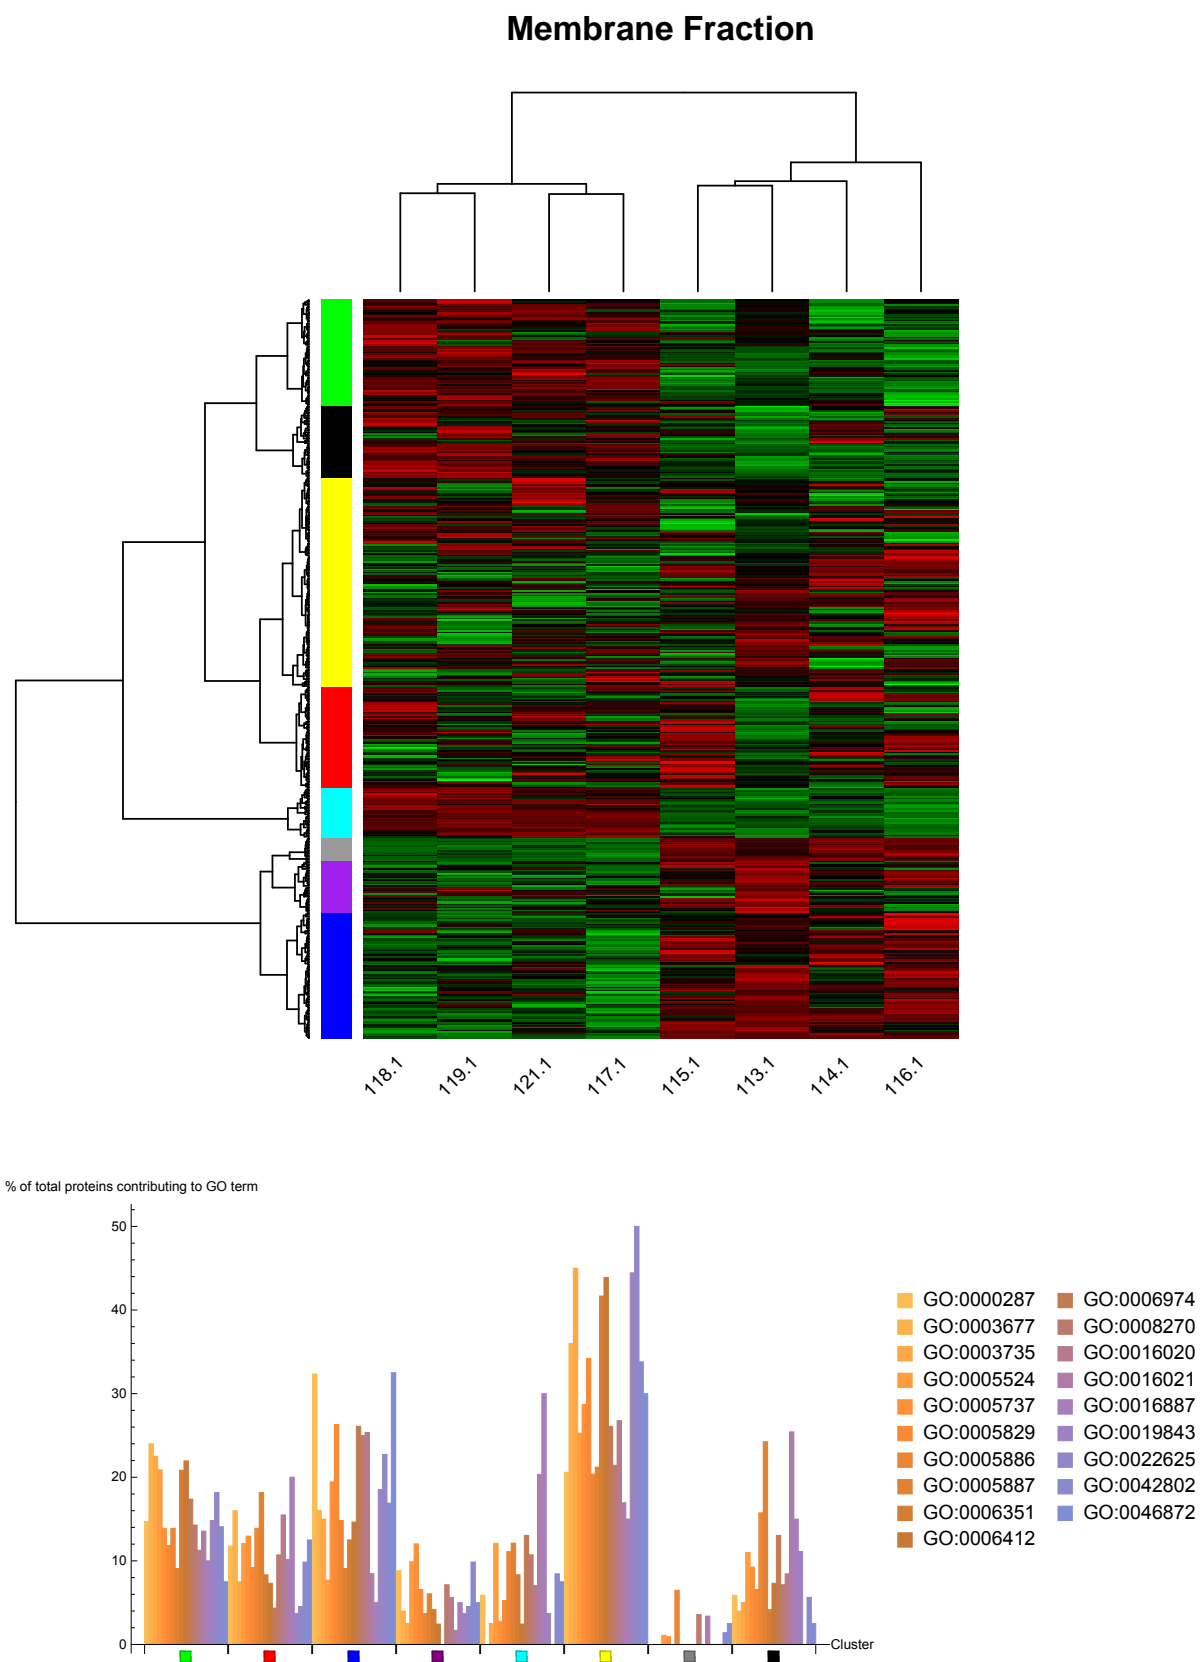 Membrane Fraction
118.1 119.1 121.1 117.1 115.1 113.1 114.1 116.1
% of total proteins contributing to GO term
50
40
30
20
10
0
Cluster
GO:0000287 GO:0006974
GO:0003677 GO:0008270
GO:0003735 GO:0016020
GO:0005524 GO:0016021
GO:0005737 GO:0016887
GO:0005829 GO:0019843
GO:0005886 GO:0022625
GO:0005887 GO:0042802
GO:0006351 GO:0046872
GO:0006412